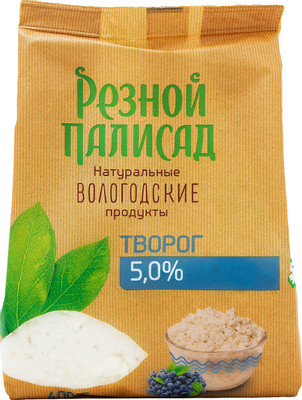 Резной
Палисад
Натуральные
ВОЛОГОДСКИЕ
продукты
ТВОРОГ
5,0%